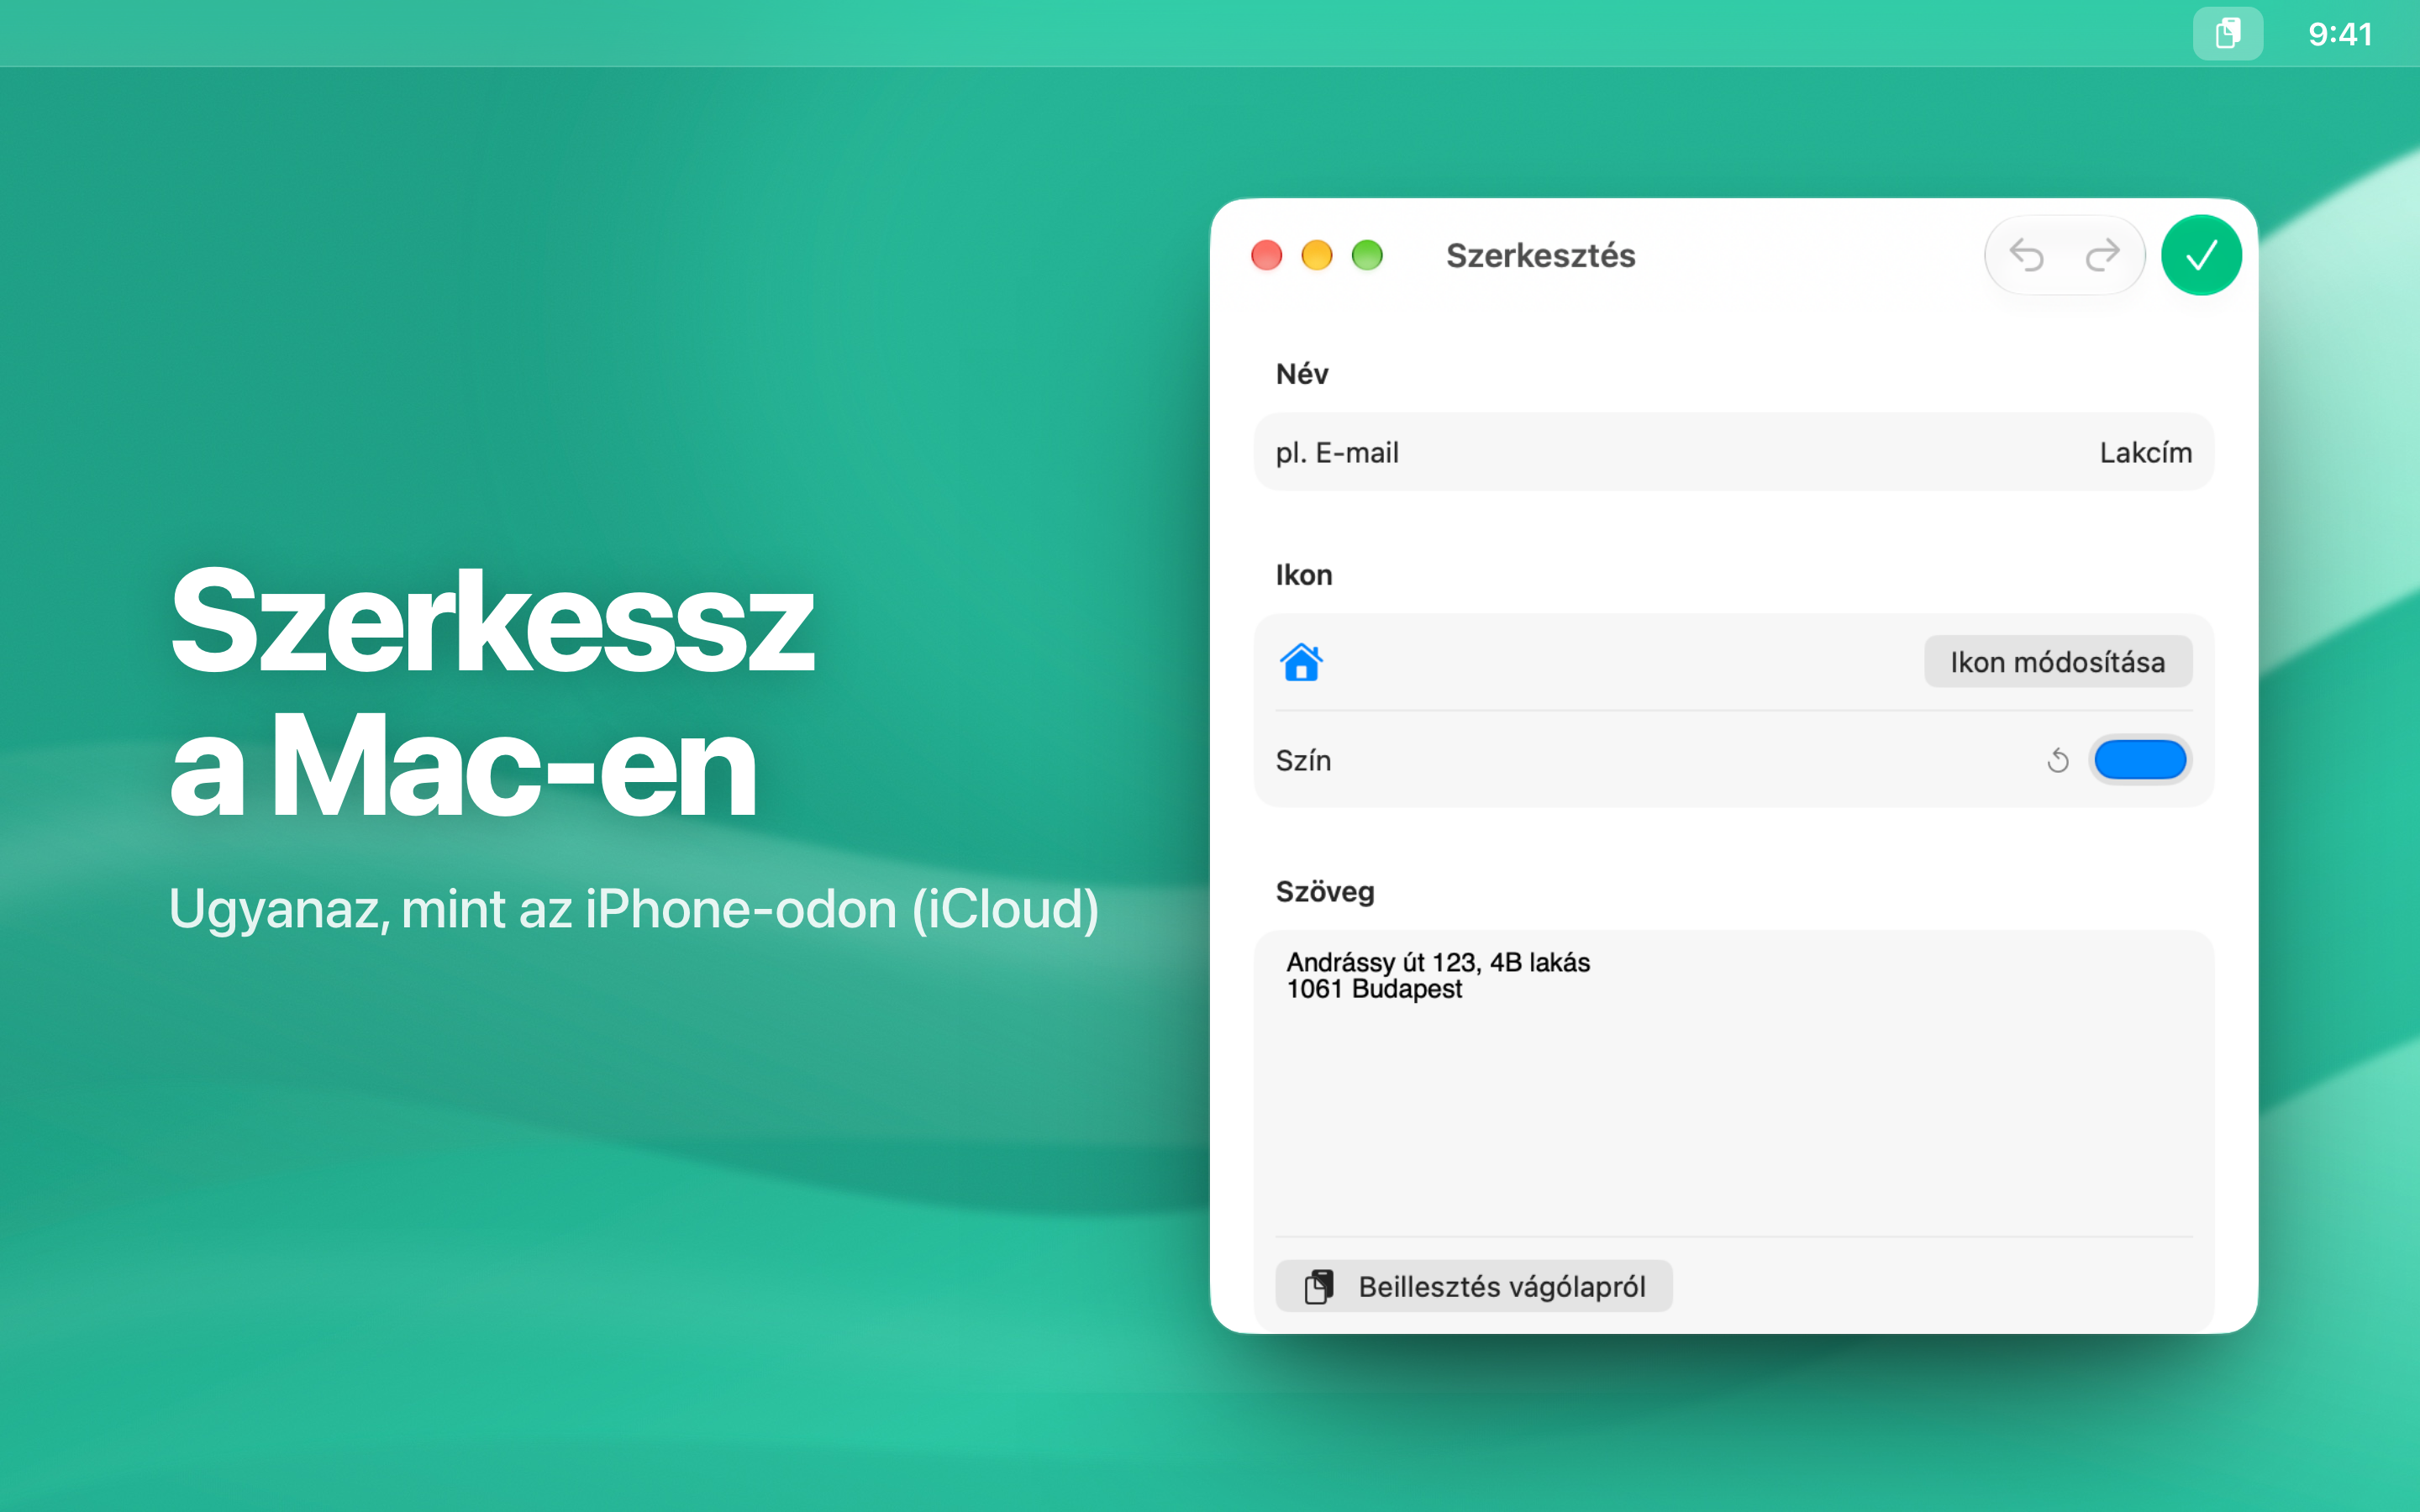 9:41
Szerkessz
a Mac-en
Ugyanaz, mint az iPhone-odon (iCloud)
Szerkesztés
Név
pl. E-mail Lakcím
Ikon
Ikon módosítása
Szín
Szöveg
Andrássy út 123, 4B lakás
1061 Budapest
Beillesztés vágólapról